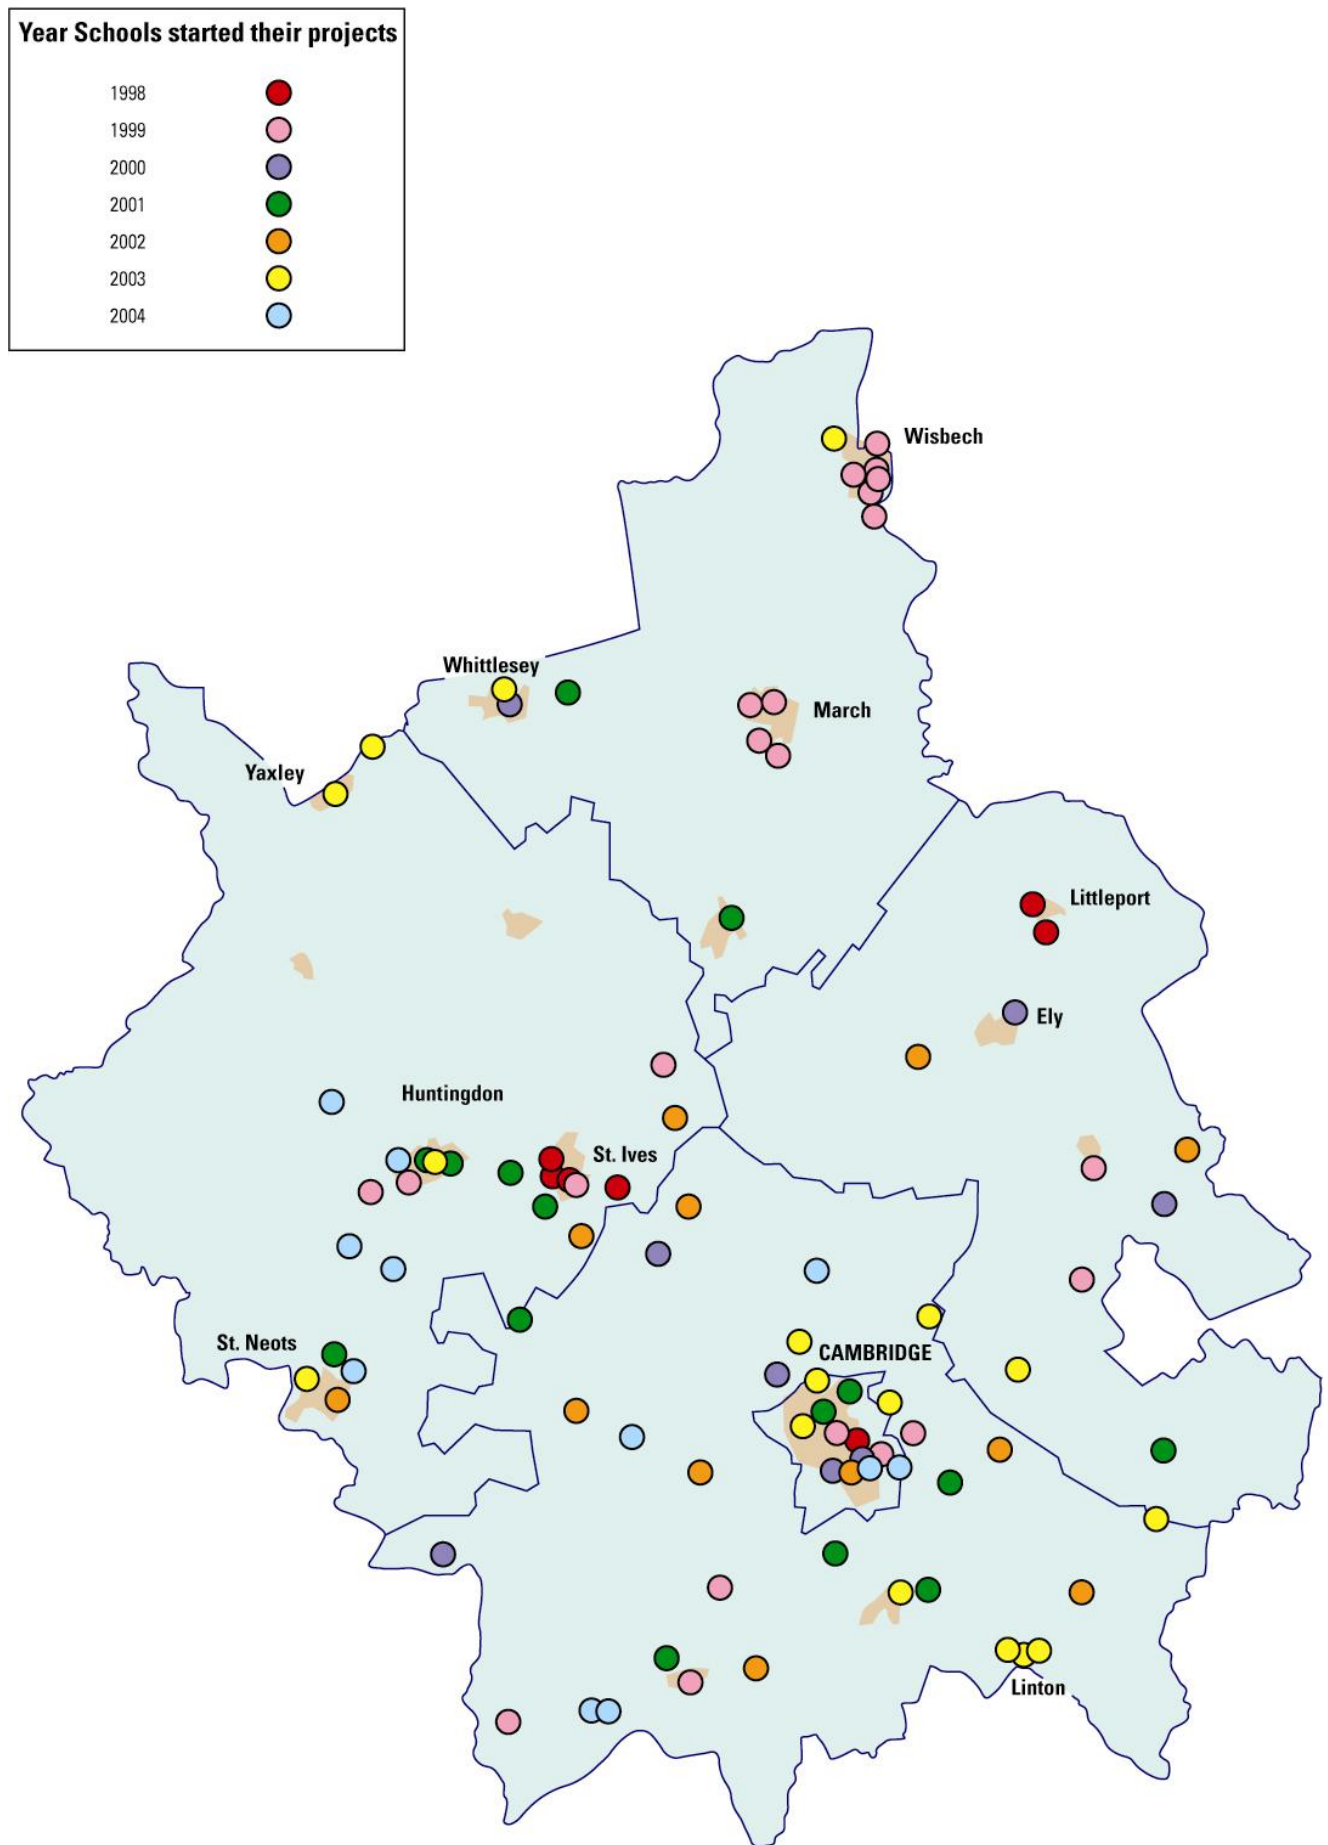 Year Schools started their projects
1998
1999
2000
2001
2002
2003
2004
Wisbech
Whittlesey
March
Yaxley
Littleport
Ely
Huntingdon
St. Ives
St. Neots
CAMBRIDGE
Linton